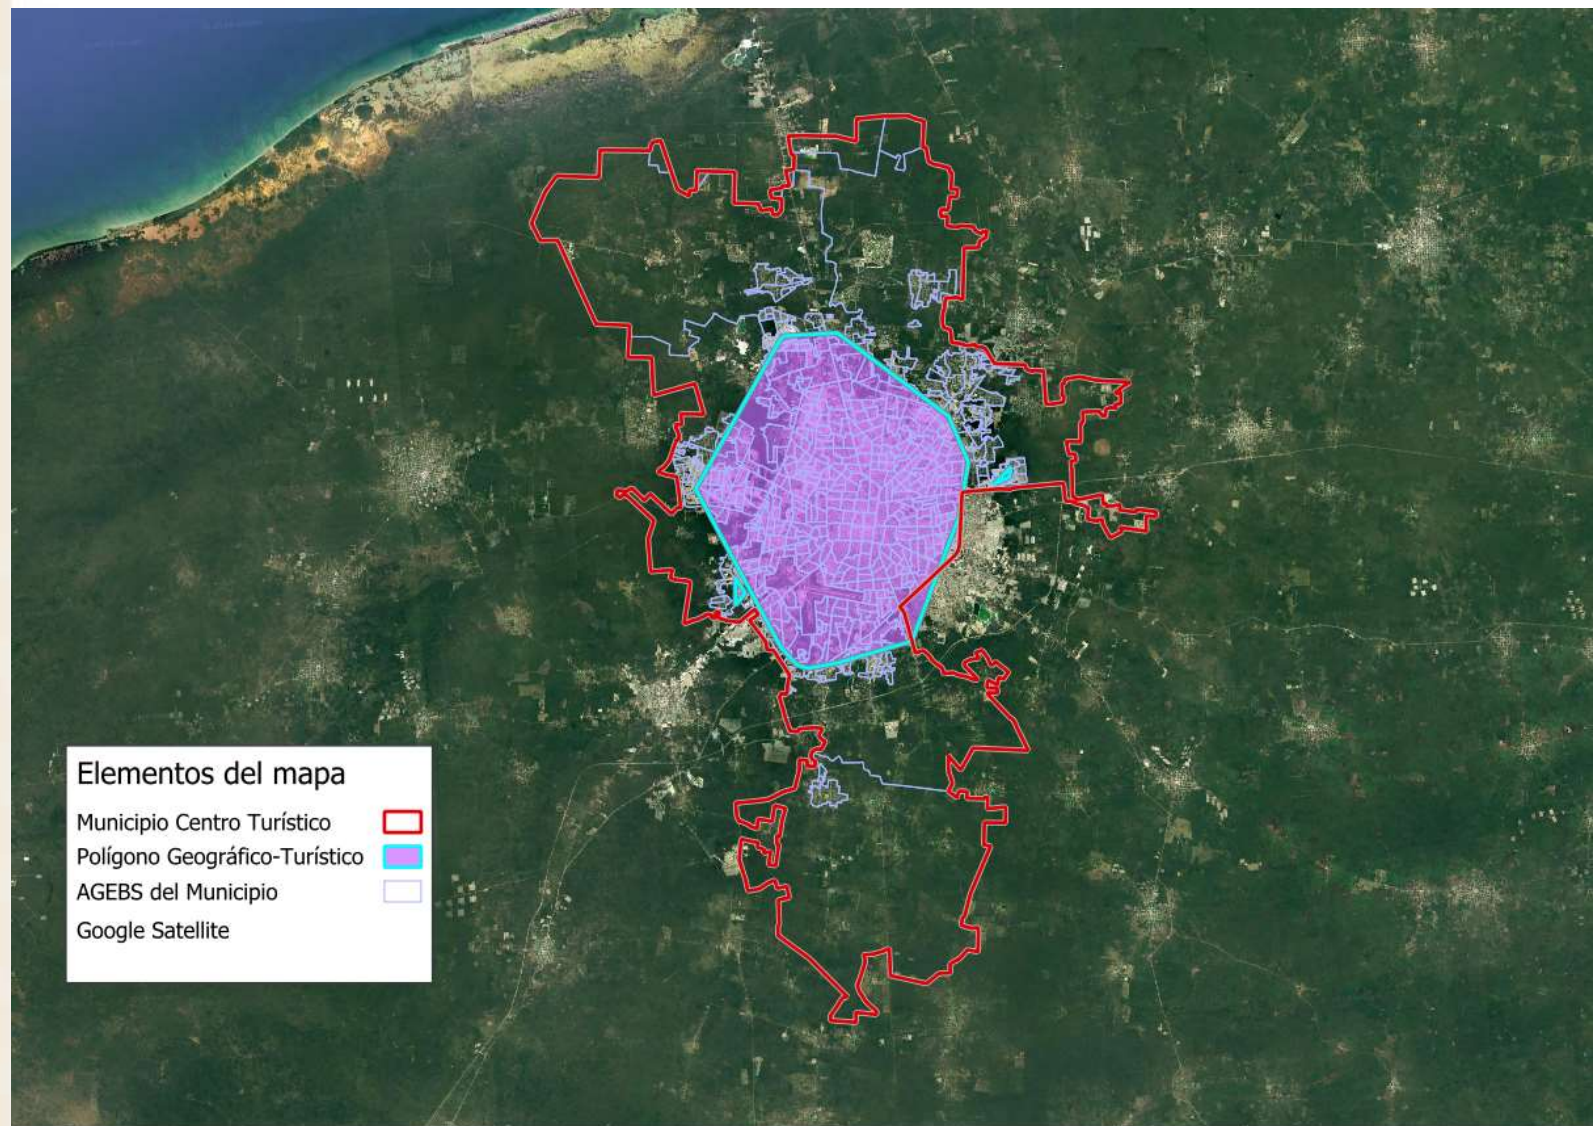 Elementos del mapa
Municipio Centro Turístico
Polígono Geográfico-Turístico
AGEBS del Municipio
Google Satellite